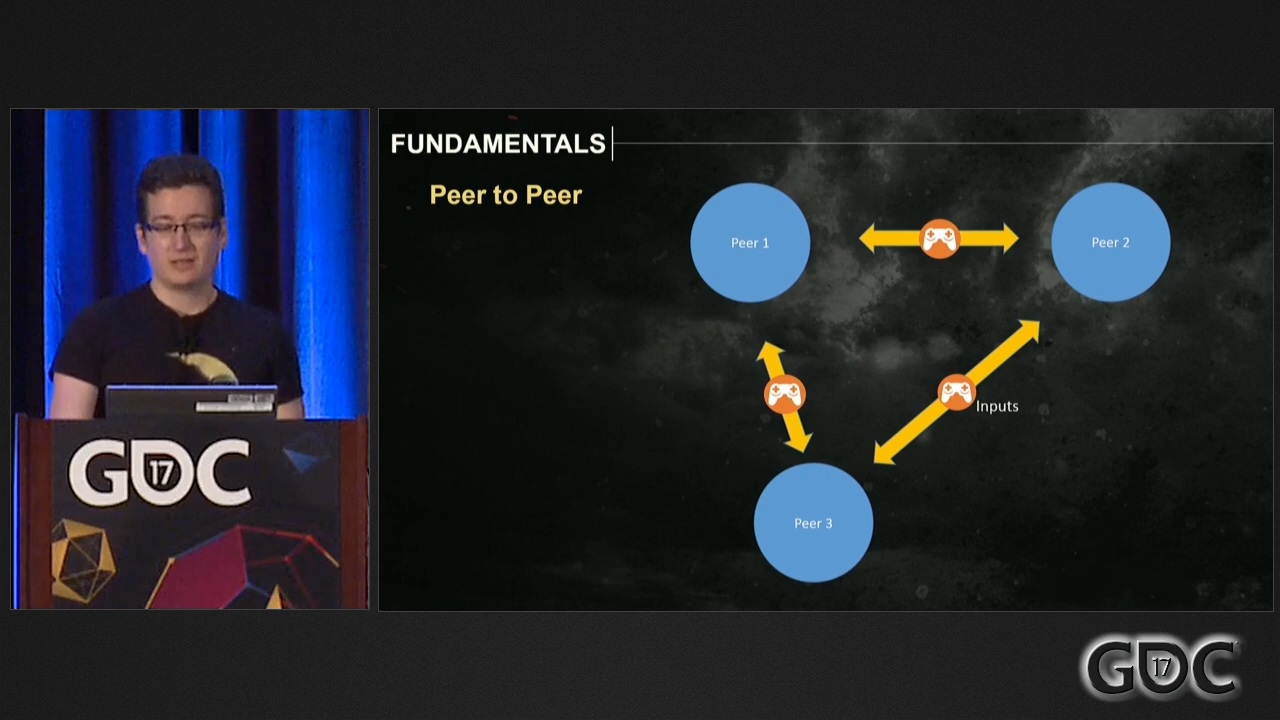 FUNDAMENTALS
Peer to Peer
Peer 1
Peer 2
Inputs
Peer 3
GDC
17
GDC
17